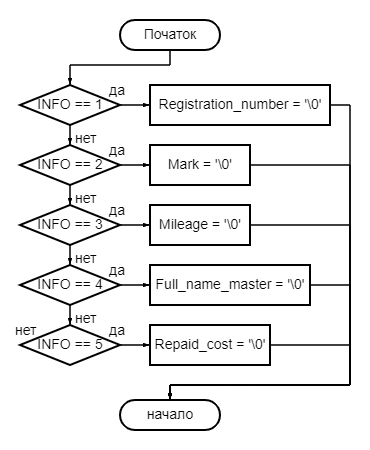 Початок
да
INFO == 1
Registration_number = '\0'
нет
да
INFO == 2
Mark = '\0'
нет
да
INFO == 3
Mileage = '\0'
нет
да
INFO == 4
Full_name_master = '\0'
нет
нет
да
INFO == 5
Repaid_cost = '\0'
начало